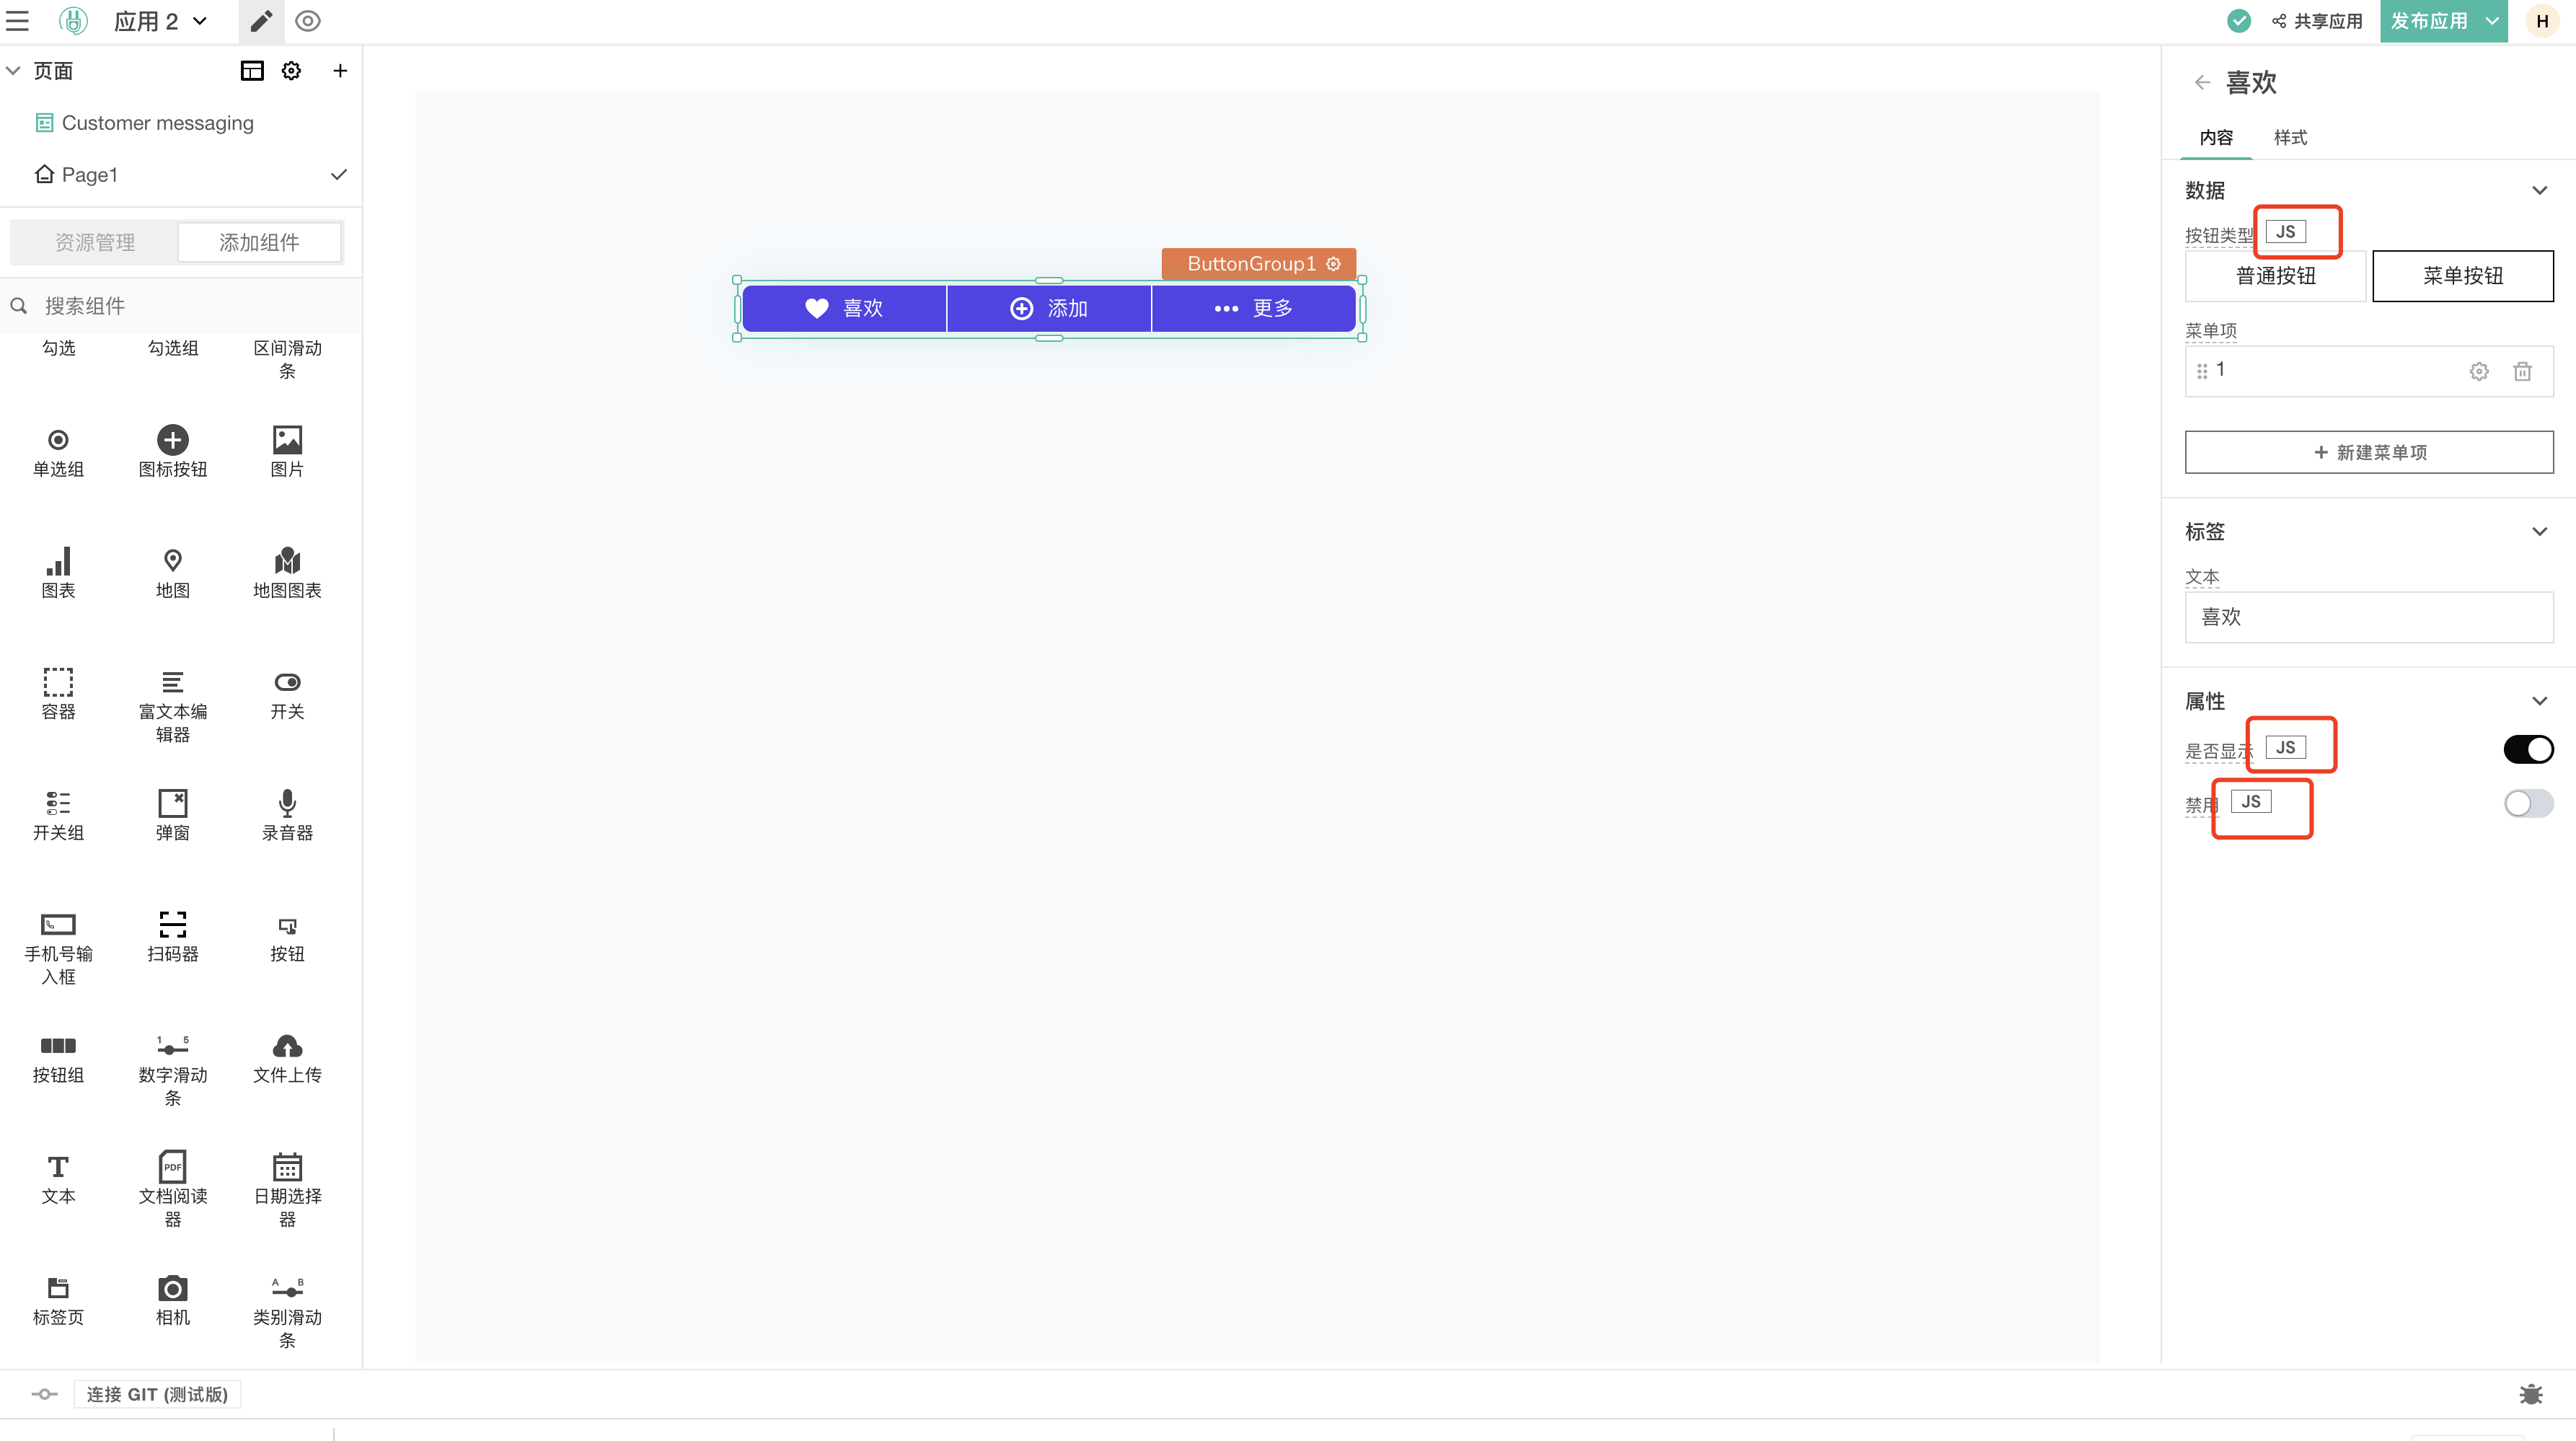 应用 2
共享应用
发布应用
H
页面
Customer messaging
Page1
资源管理
添加组件
搜索组件
勾选
勾选组
区间滑动
条
单选组
图标按钮
图片
图表
地图
地图图表
容器
富文本编
辑器
开关
开关组
弹窗
录音器
手机号输
入框
扫码器
按钮
按钮组
1 5
数字滑动
条
文件上传
T
文本
PDF
文档阅读
器
日期选择
器
标签页
相机
A B
类别滑动
条
ButtonGroup1
喜欢
添加
更多
喜欢
内容
样式
数据
按钮类型
JS
普通按钮
菜单按钮
菜单项
1
新建菜单项
标签
文本
喜欢
属性
是否显示
JS
禁用
JS
连接 GIT (测试版)